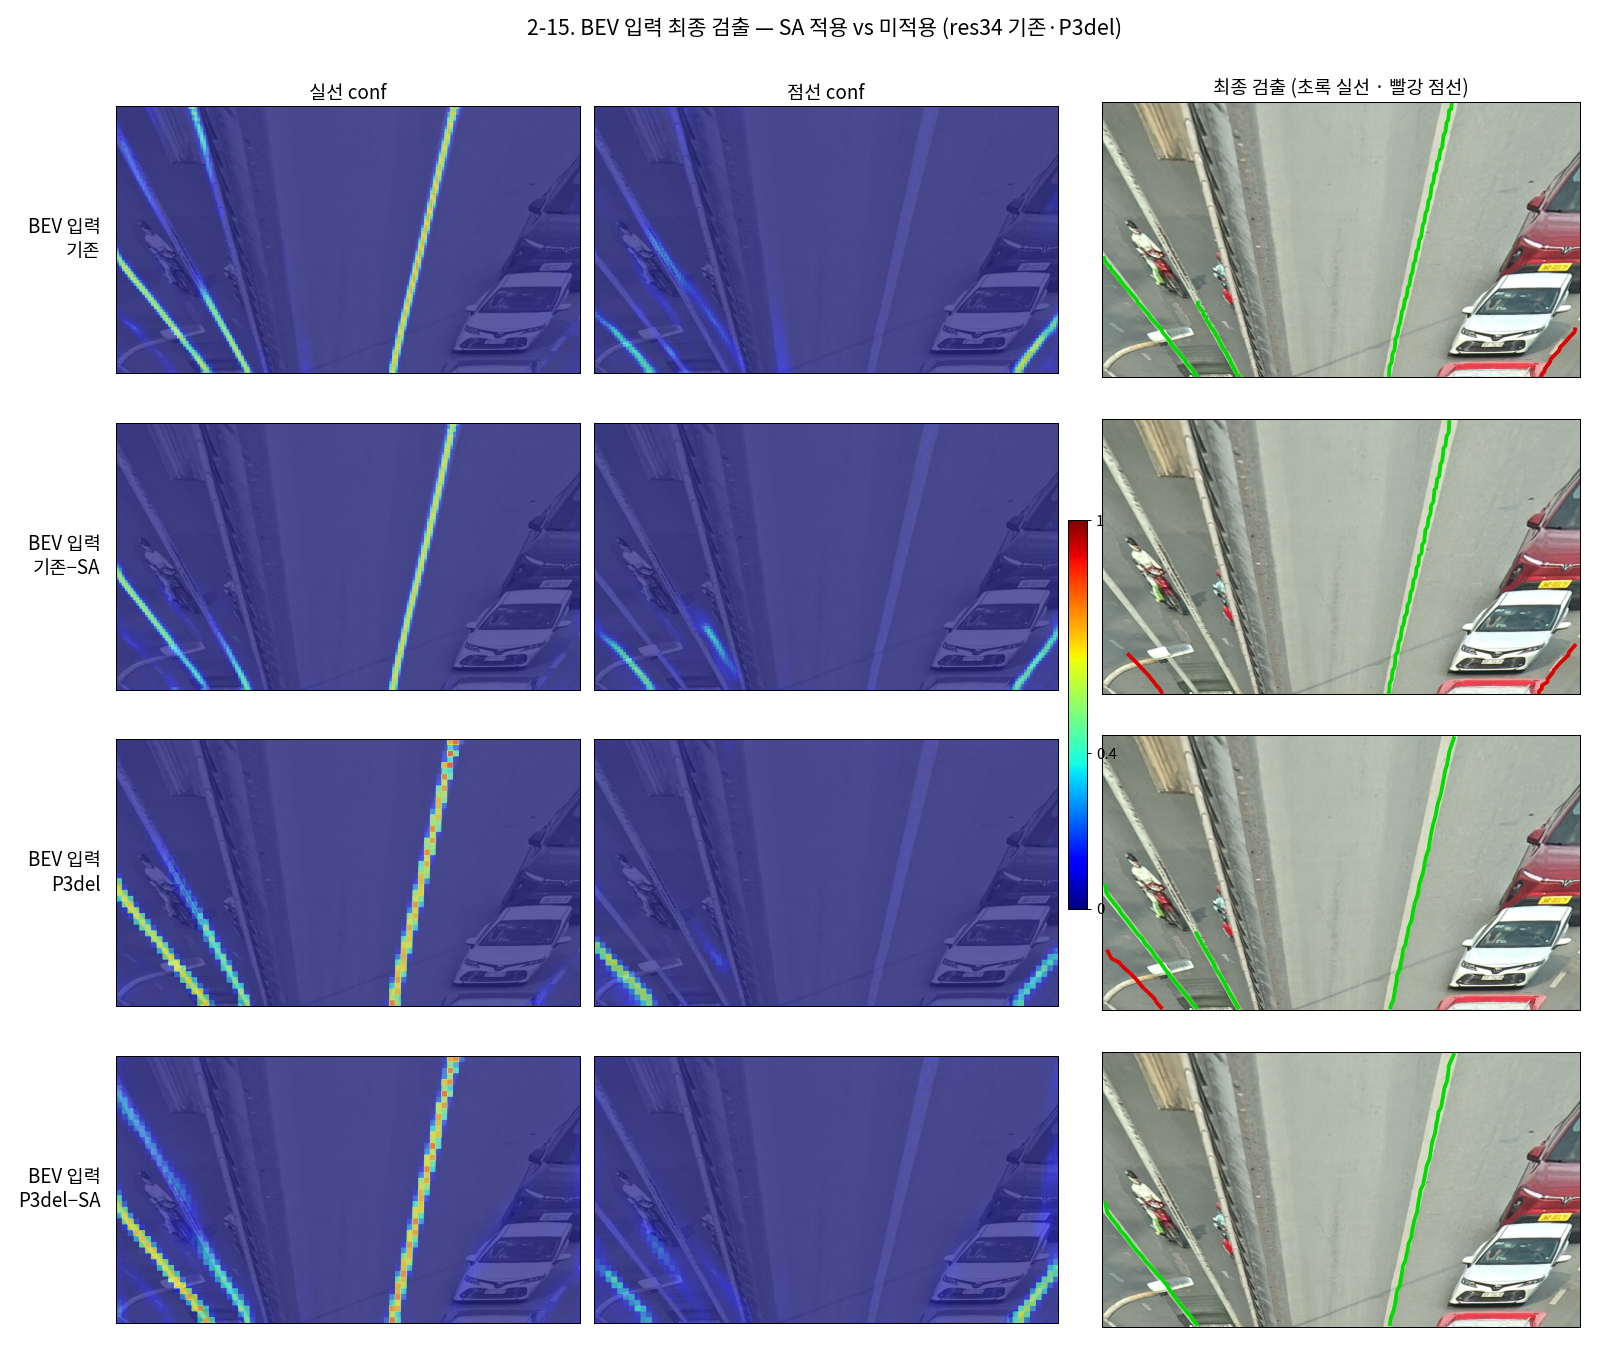 2-15. BEV 입력 최종 검출 — SA 적용 vs 미적용 (res34 기존·P3del)
실선 conf
점선 conf
최종 검출 (초록 실선 · 빨강 점선)
BEV 입력
기존
BEV 입력
기존−SA
1
0.4
0
BEV 입력
P3del
BEV 입력
P3del−SA